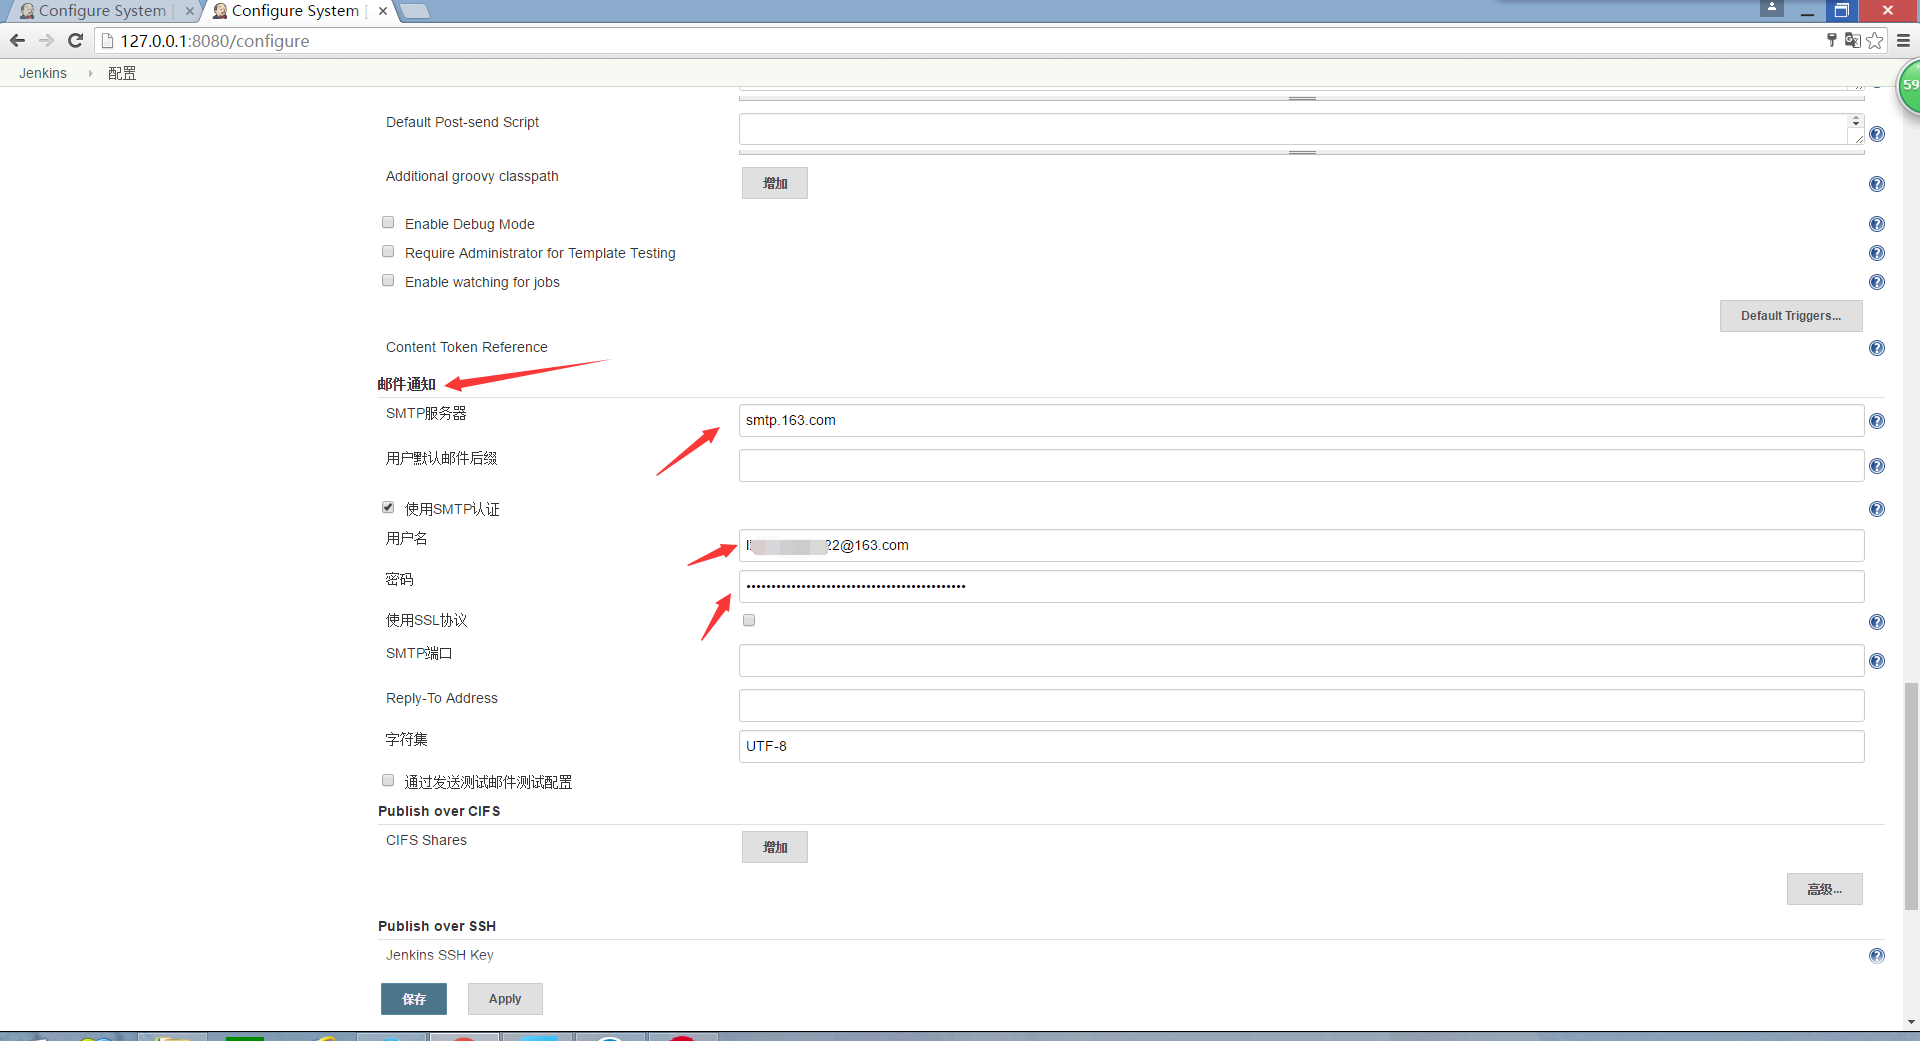 Configure System [
Configure System [
127.0.0.1:8080/configure
Jenkins
配置
59
Default Post-send Script
Additional groovy classpath
增加
Enable Debug Mode
Require Administrator for Template Testing
Enable watching for jobs
Default Triggers...
Content Token Reference
邮件通知
SMTP服务器
smtp.163.com
用户默认邮件后缀
使用SMTP认证
用户名
22@163.com
密码
使用SSL协议
SMTP端口
Reply-To Address
字符集
UTF-8
通过发送测试邮件测试配置
Publish over CIFS
CIFS Shares
增加
高级...
Publish over SSH
Jenkins SSH Key
保存
Apply